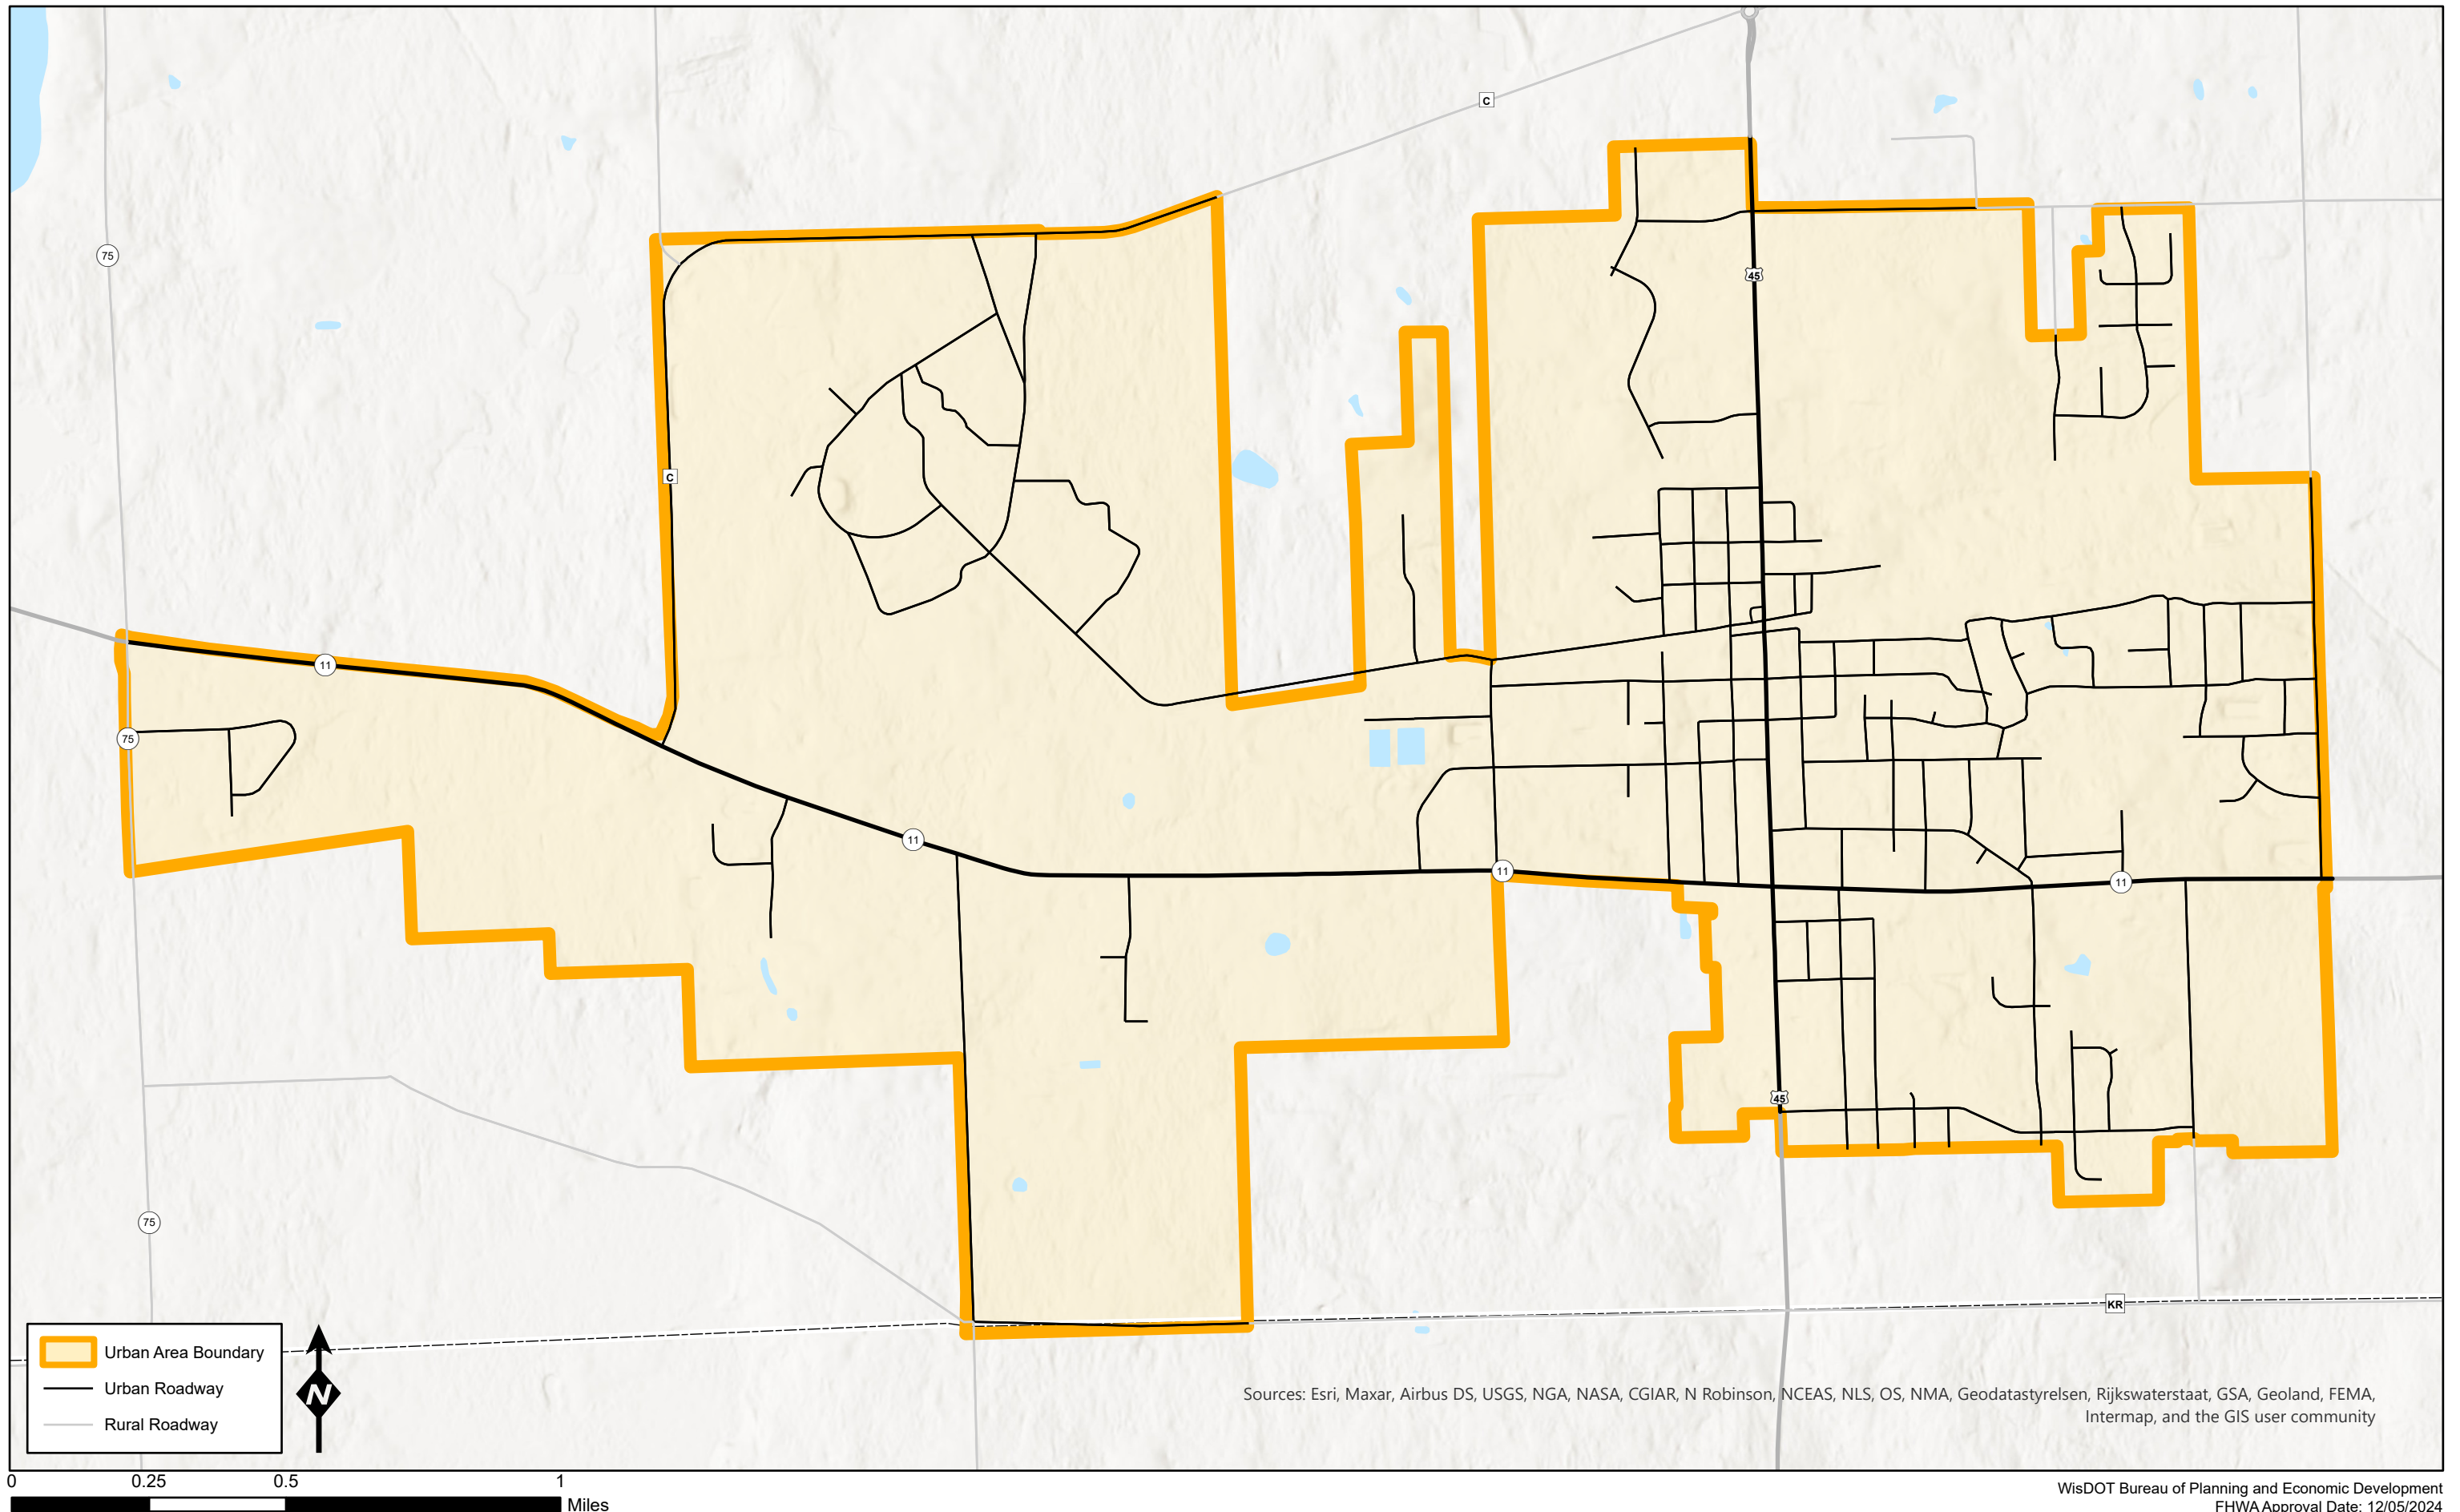 C
45
75
C
11
75
11
11
11
45
75
KR
Urban Area Boundary
Urban Roadway
Rural Roadway
N
Sources: Esri, Maxar, Airbus DS, USGS, NGA, NASA, CGIAR, N Robinson, NCEAS, NLS, OS, NMA, Geodatastyrelsen, Rijkswaterstaat, GSA, Geoland, FEMA,
Intermap, and the GIS user community
0 0.25 0.5 1
Miles
WisDOT Bureau of Planning and Economic Development
FHWA Approval Date: 12/05/2024